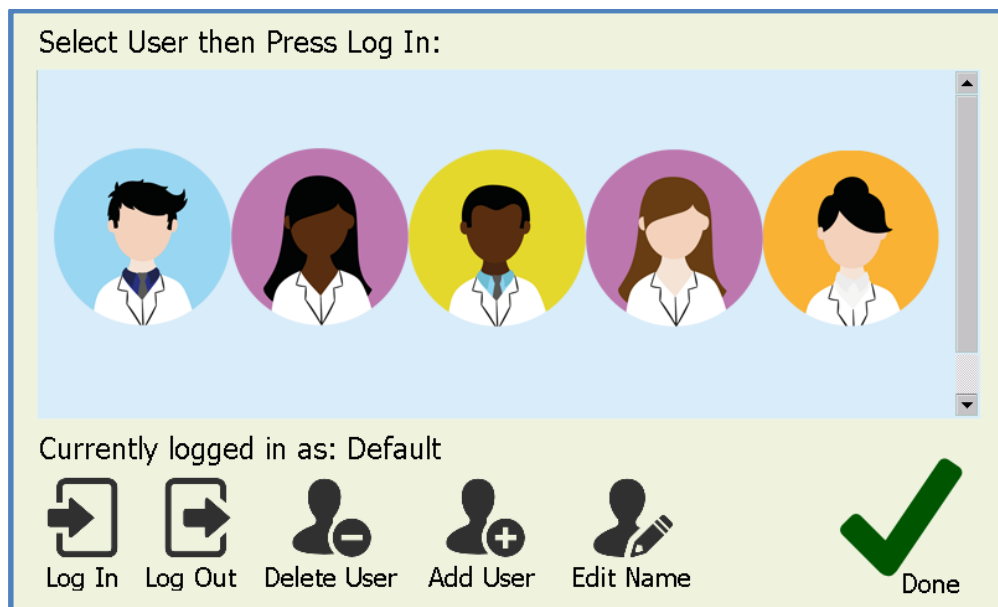 Select User then Press Log In:
Currently logged in as: Default
Log In
Log Out
Delete User
Add User
Edit Name
Done